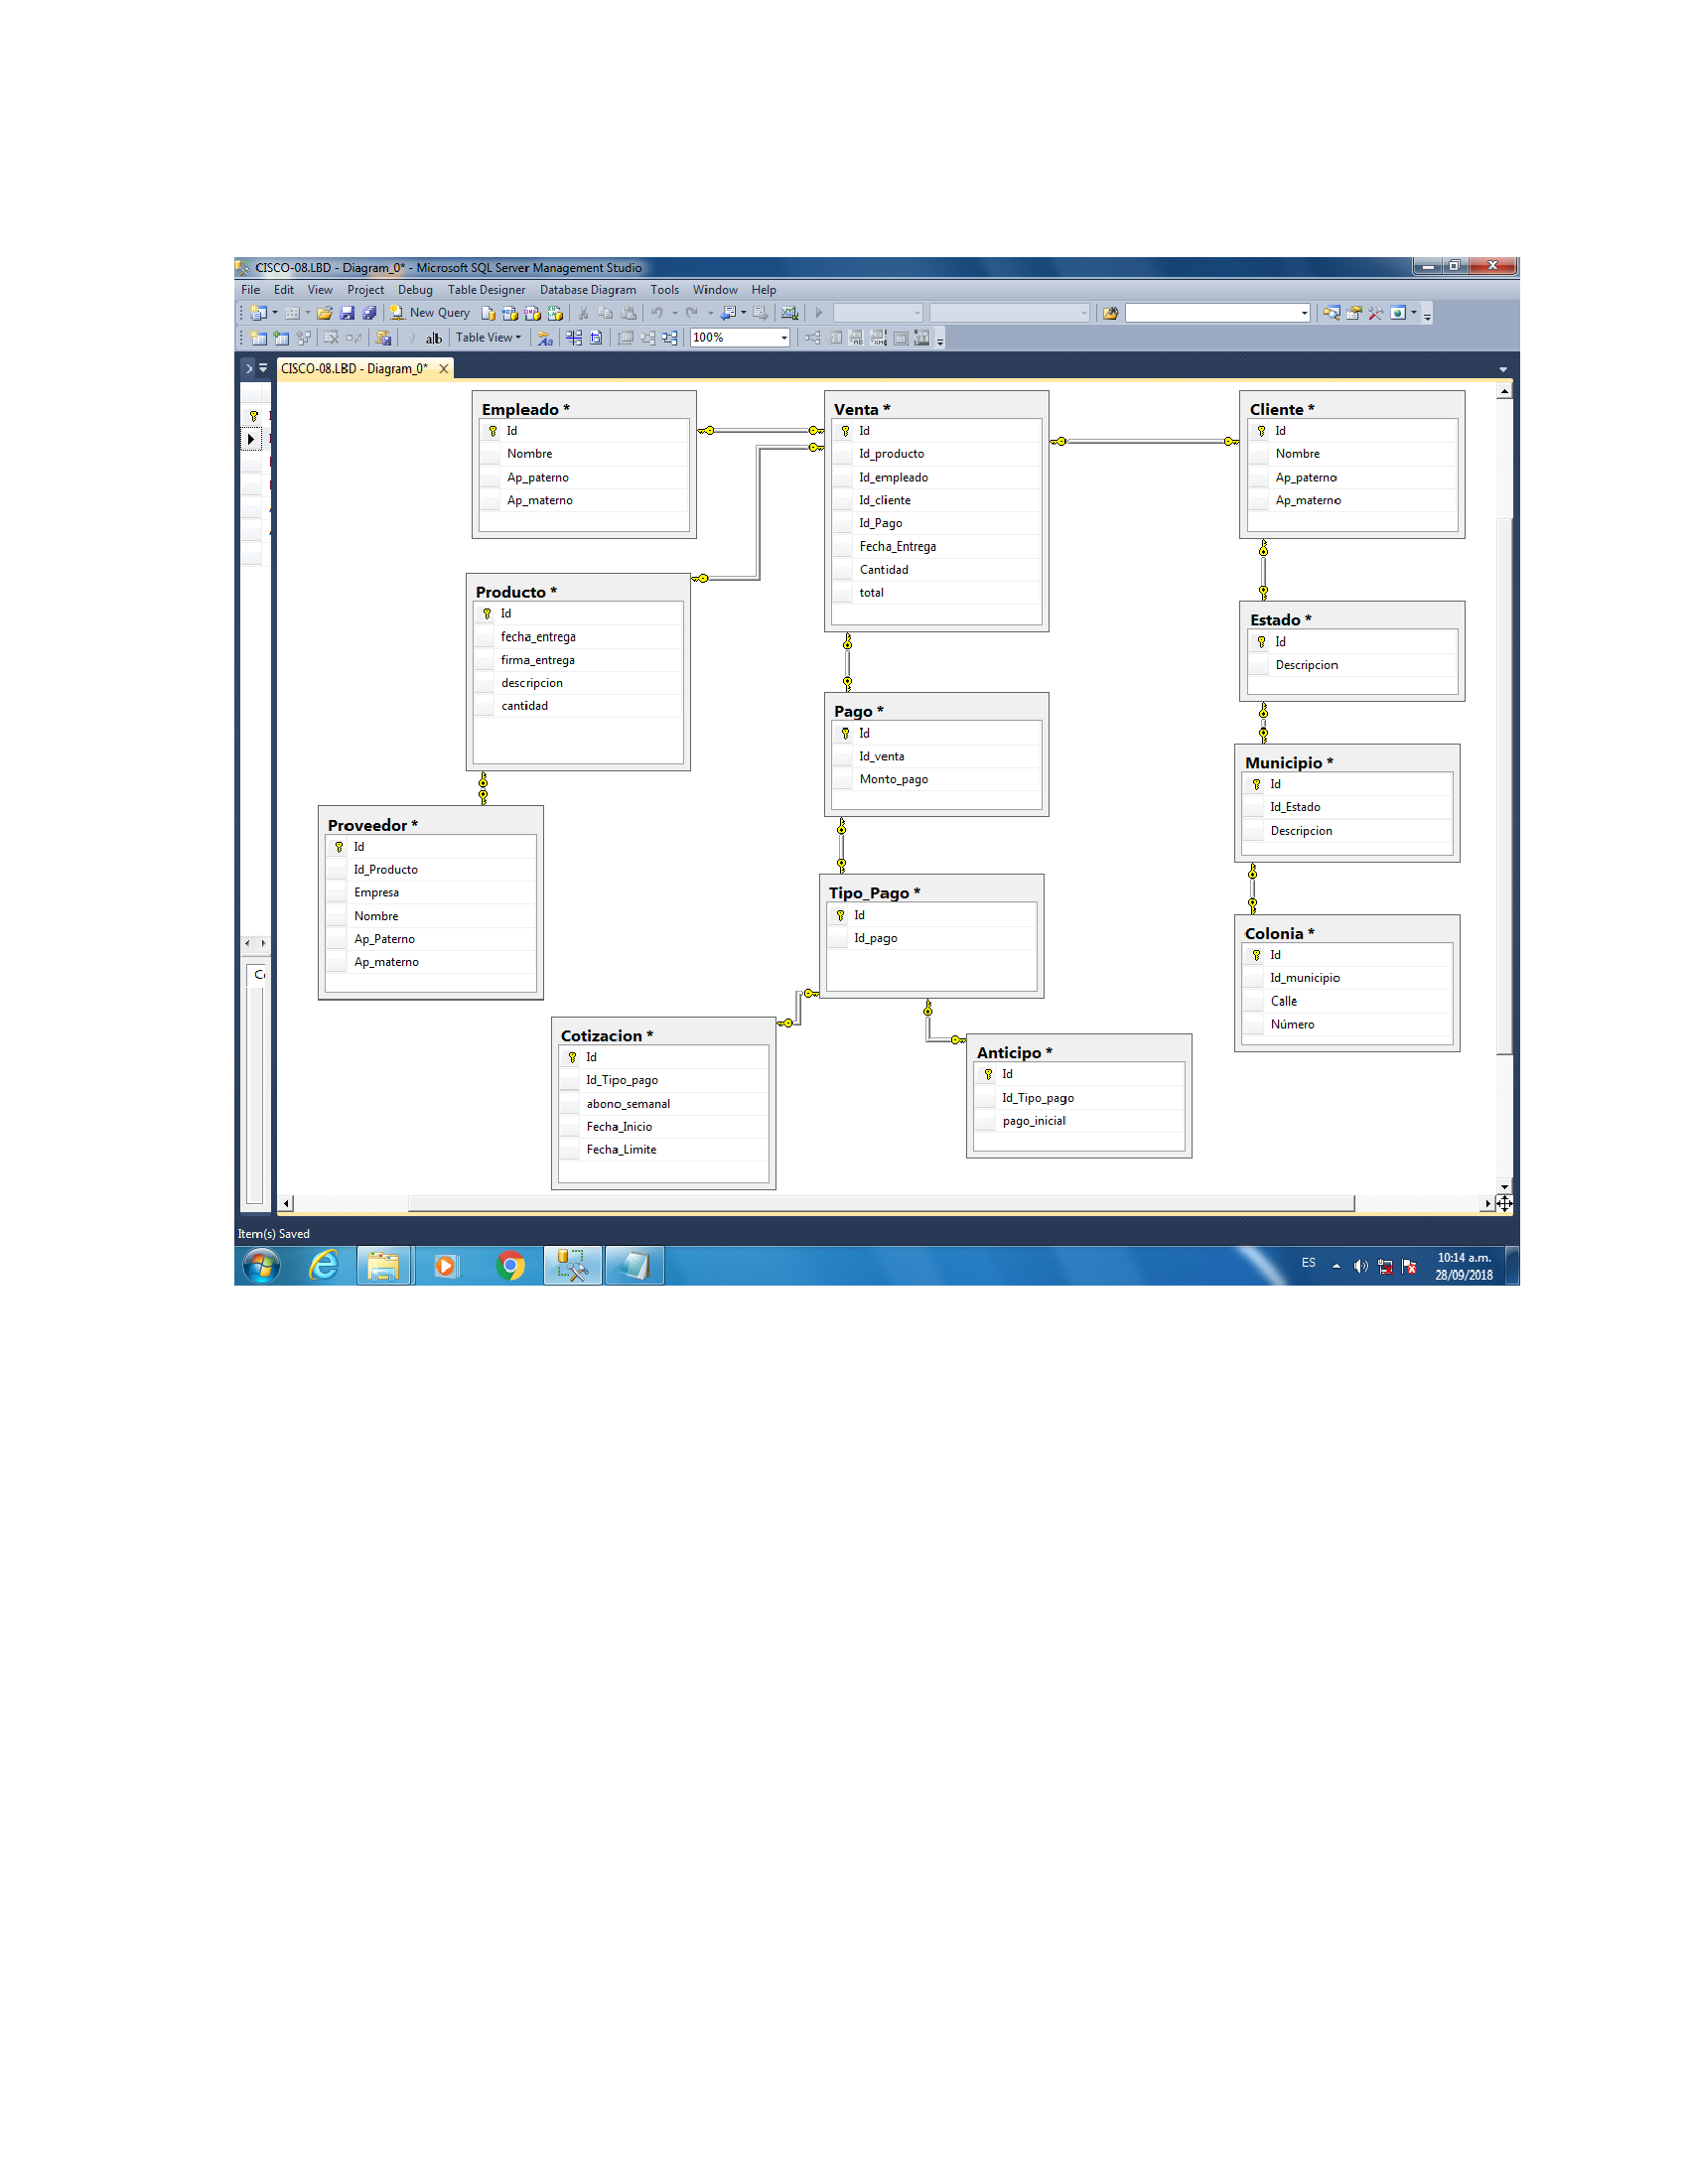 CISCO-08.LBD - Diagram_0* - Microsoft SQL Server Management Studio
File Edit View Project Debug Table Designer Database Diagram Tools Window Help
New Query
Table View 100%
CISCO-08.LBD - Diagram_0*
Empleado *
Id
Nombre
Ap_paterno
Ap_materno
Venta *
Id
Id_producto
Id_empleado
Id_cliente
Id_Pago
Fecha_Entrega
Cantidad
total
Cliente *
Id
Nombre
Ap_paterno
Ap_materno
Producto *
Id
fecha_entrega
firma_entrega
descripcion
cantidad
Estado *
Id
Descripcion
Pago *
Id
Id_venta
Monto_pago
Municipio *
Id
Id_Estado
Descripcion
Proveedor *
Id
Id_Producto
Empresa
Nombre
Ap_Paterno
Ap_materno
Tipo_Pago *
Id
Id_pago
Colonia *
Id
Id_municipio
Calle
Número
Cotizacion *
Id
Id_Tipo_pago
abono_semanal
Fecha_Inicio
Fecha_Limite
Anticipo *
Id
Id_Tipo_pago
pago_inicial
Item(s) Saved
ES
10:14 a.m.
28/09/2018